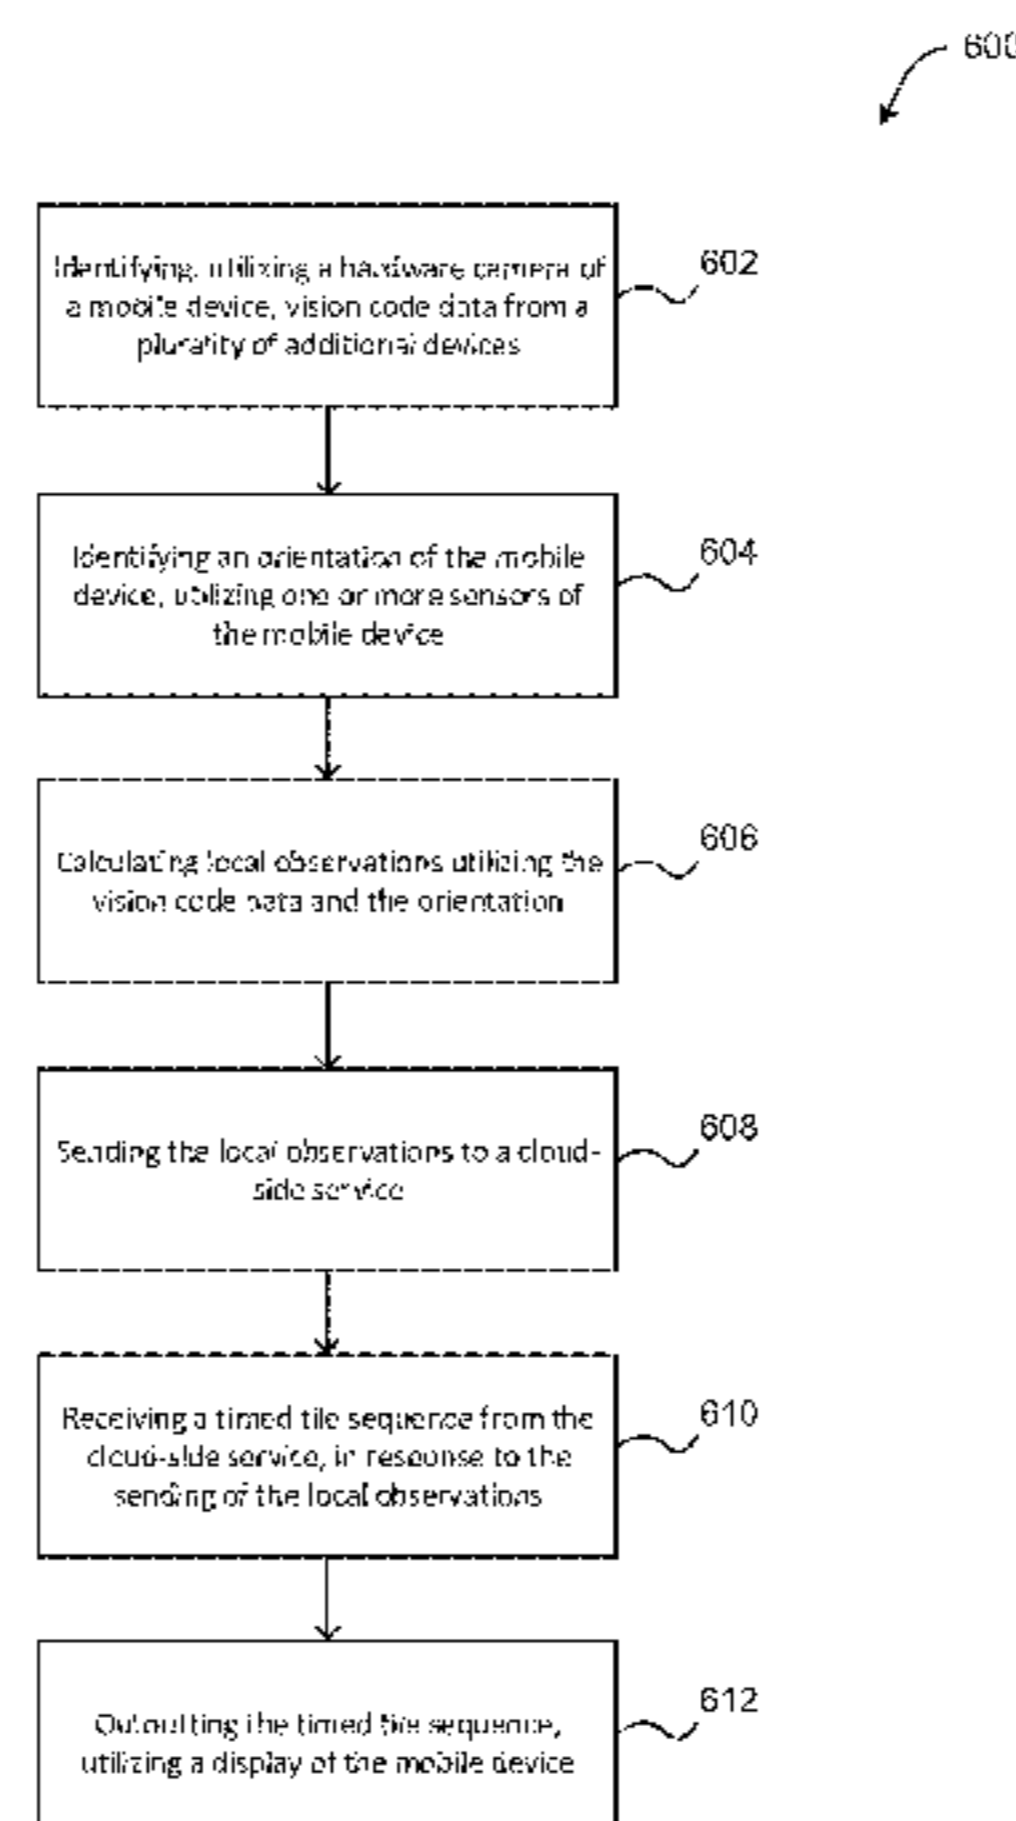 600
Identifying, utilizing a hardware camera of
a mobile device, vision code data from a
plurality of additional devices
602
Identifying an orientation of the mobile
device, utilizing one or more sensors of
the mobile device
604
Calculating local observations utilizing the
vision code data and the orientation
606
Sending the local observations to a cloud-
side service
608
Receiving a timed tile sequence from the
cloud-side service, in response to the
sending of the local observations
610
Outputting the timed tile sequence,
utilizing a display of the mobile device
612